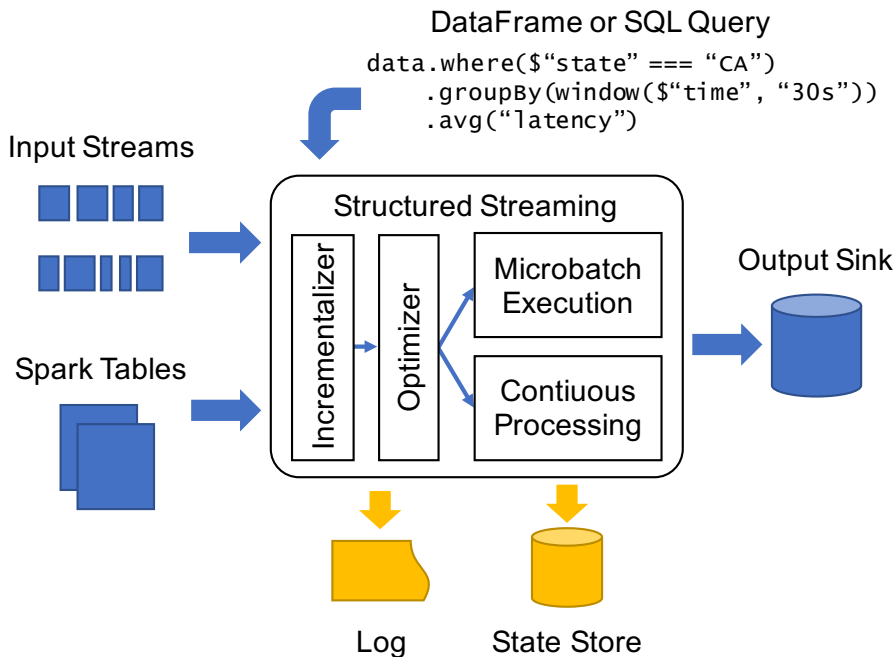 DataFrame or SQL Query
data.where($“state” === “CA”)
.groupBy(window($“time”, “30s”))
.avg(“latency”)
Input Streams
Structured Streaming
Incrementalizer
Optimizer
Microbatch
Execution
Contiuous
Processing
Output Sink
Spark Tables
Log
State Store